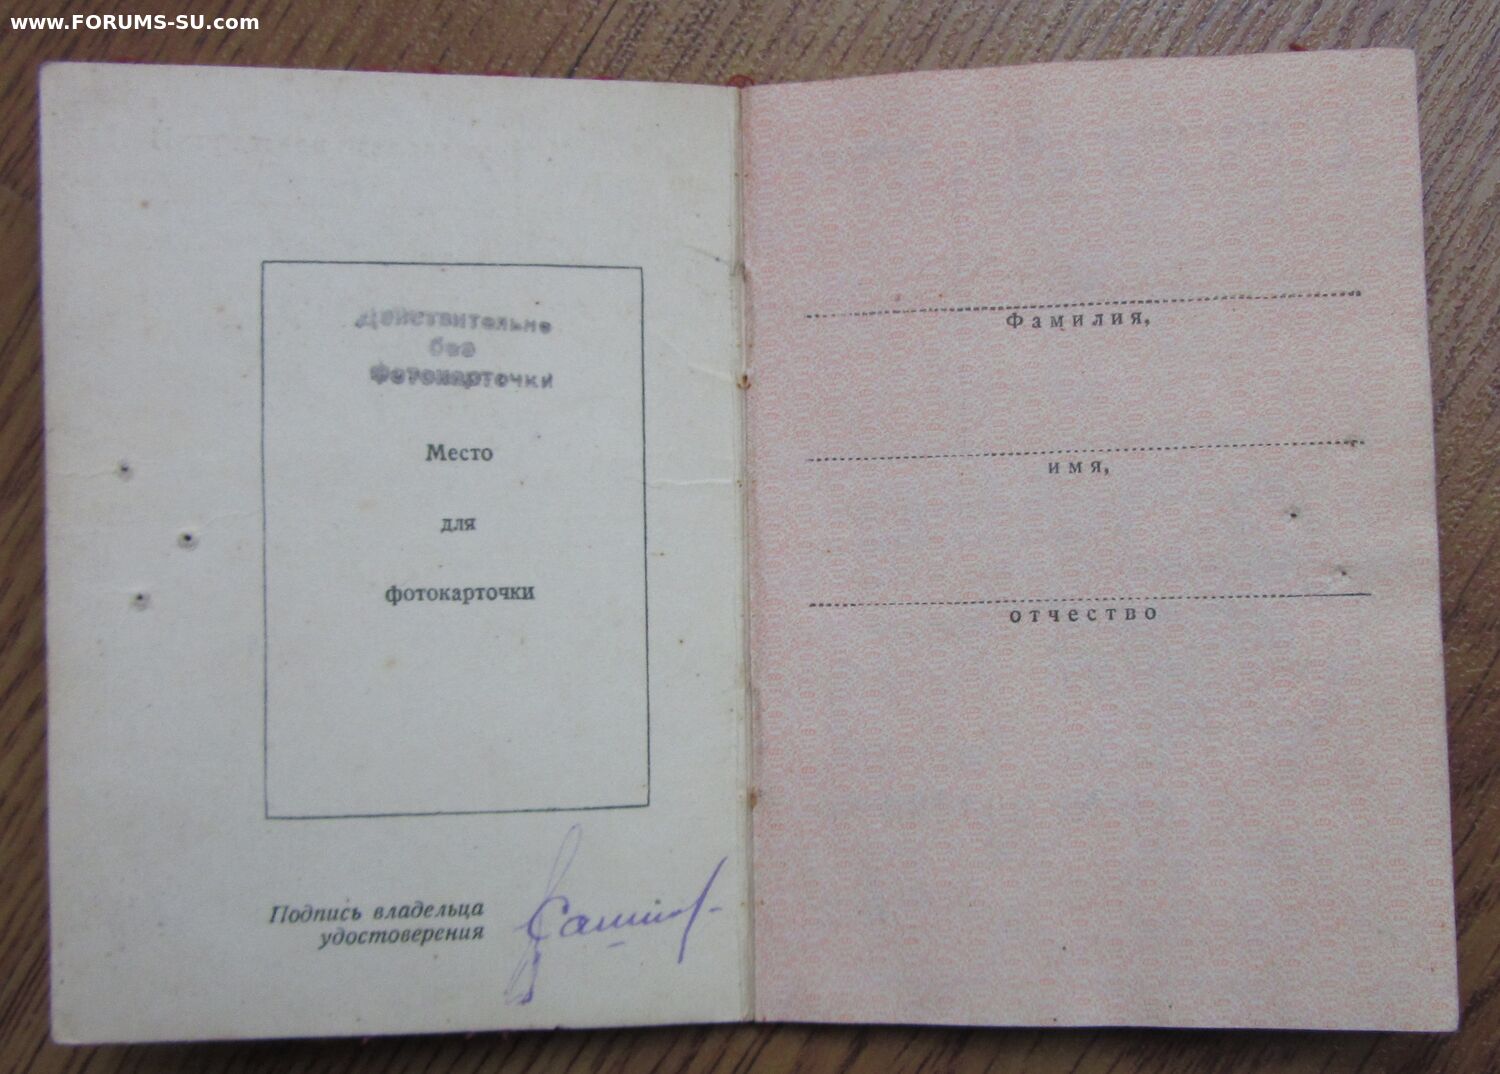 www.FORUMS-SU.com
Действительно
без
Фотокарточки
Место
для
фотокарточки
Подпись владельца
удостоверения
Фамилия,
имя,
отчество